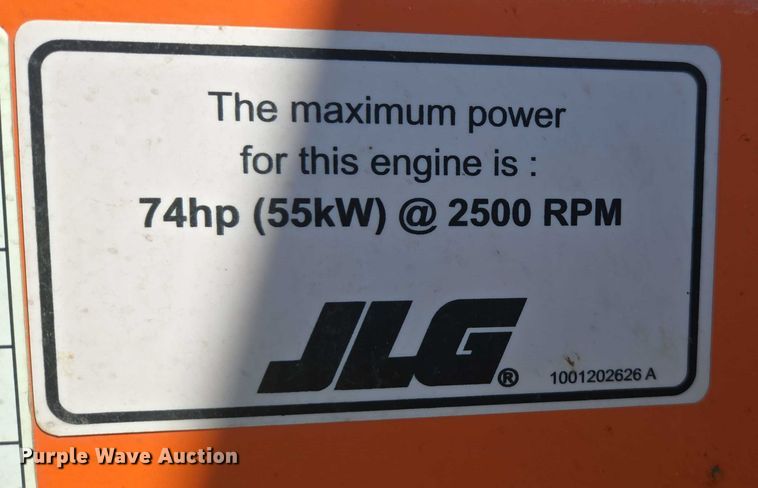 The maximum power
for this engine is :
74hp (55kW) @ 2500 RPM
JLG®
1001202626 A
Purple Wave Auction